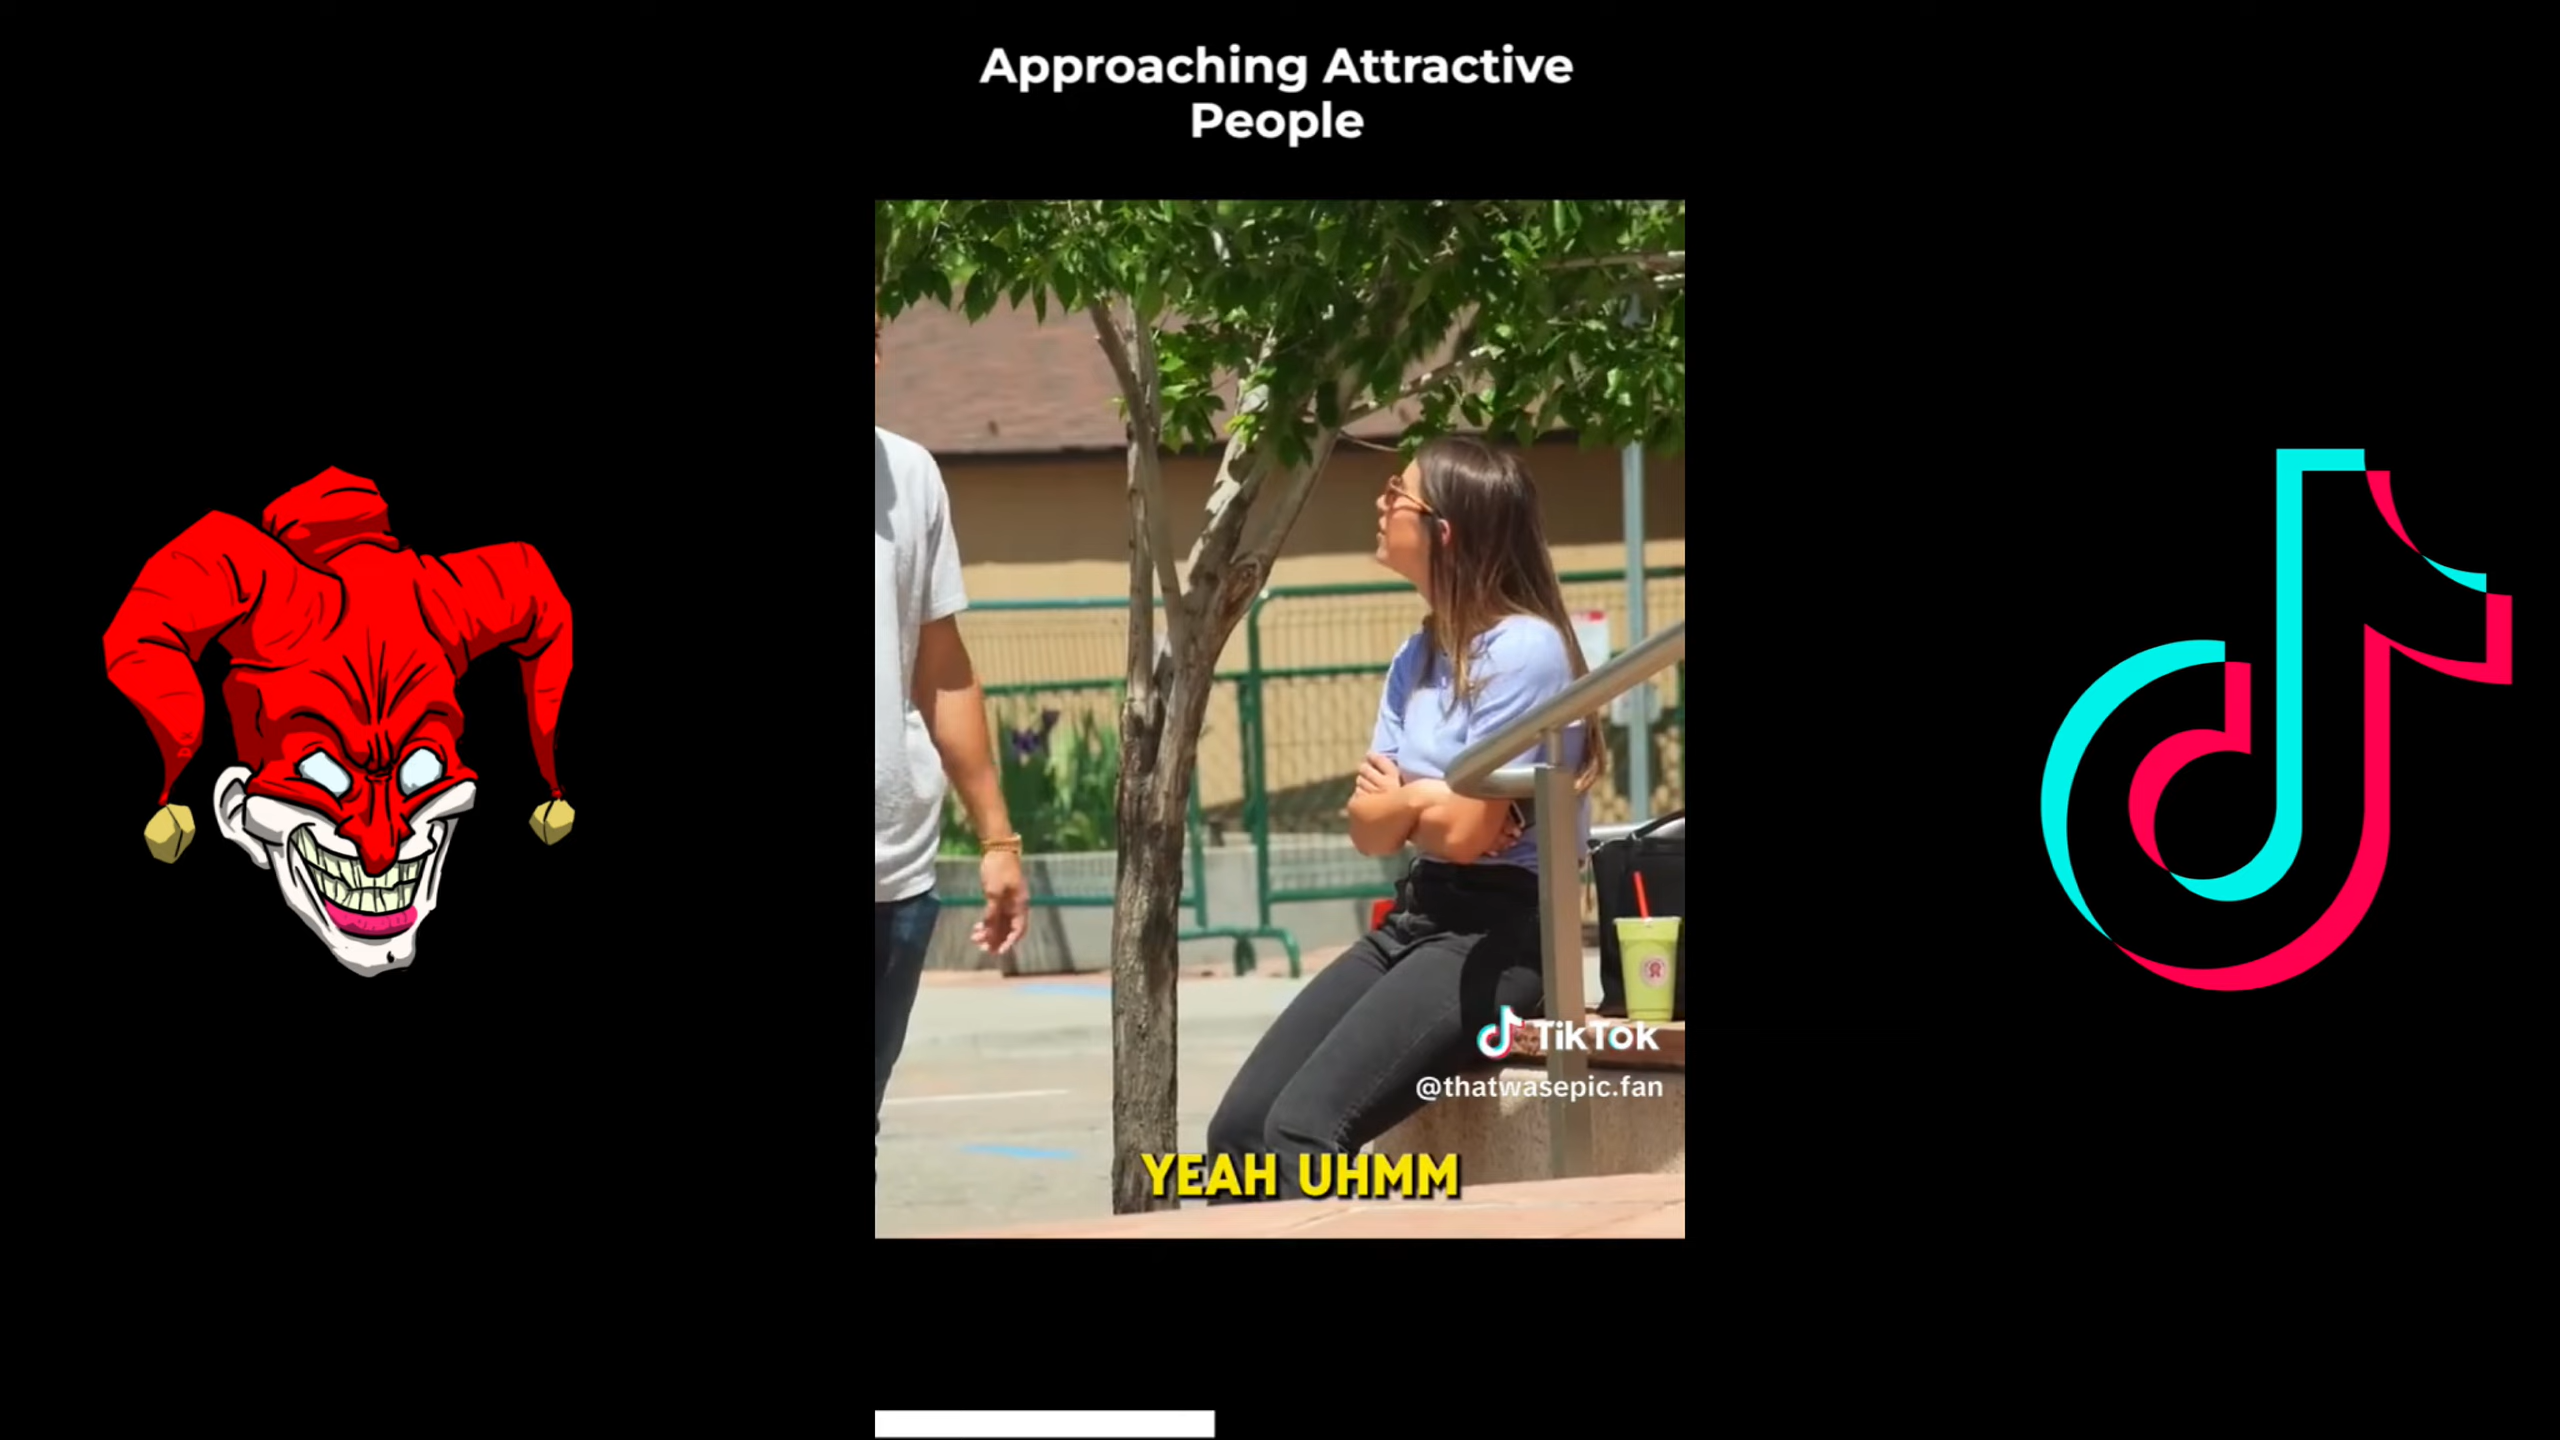 Approaching Attractive
People
TikTok
@thatwasepic.fan
YEAH UHMM